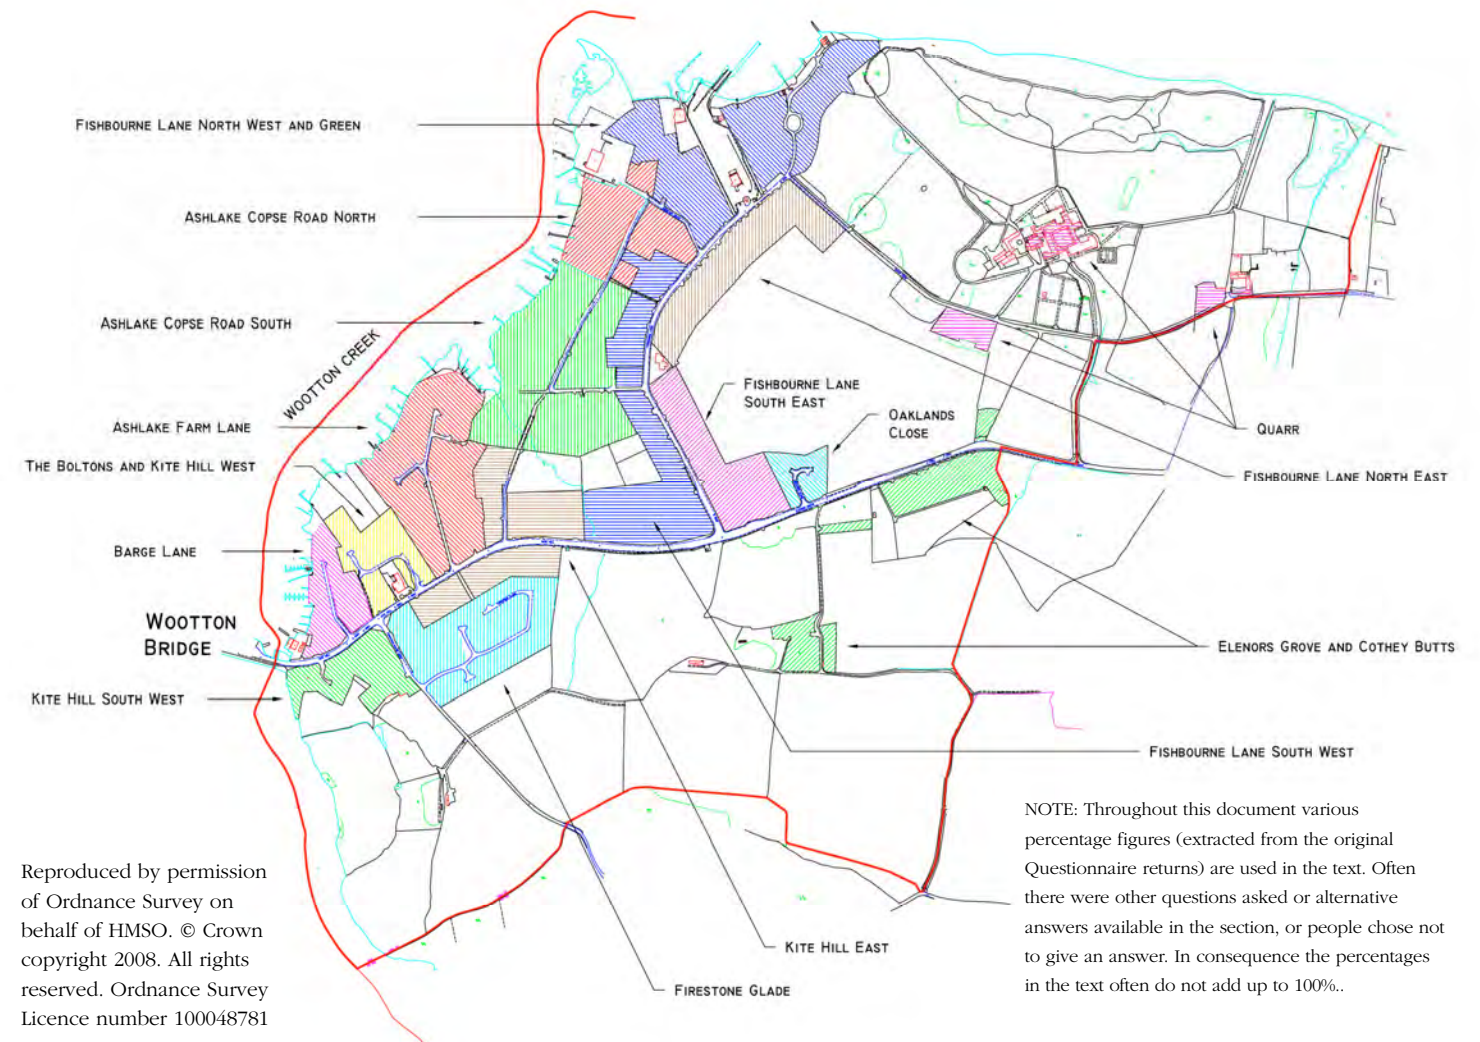 FISHBOURNE LANE NORTH WEST AND GREEN
ASHLAKE COPSE ROAD NORTH
ASHLAKE COPSE ROAD SOUTH
WOOTTON CREEK
ASHLAKE FARM LANE
THE BOLTONS AND KITE HILL WEST
BARGE LANE
WOOTTON
BRIDGE
KITE HILL SOUTH WEST
FISHBOURNE LANE
SOUTH EAST
OAKLANDS
CLOSE
QUARR
FISHBOURNE LANE NORTH EAST
ELENORS GROVE AND COTHEY BUTTS
FISHBOURNE LANE SOUTH WEST
KITE HILL EAST
FIRESTONE GLADE
Reproduced by permission
of Ordnance Survey on
behalf of HMSO. © Crown
copyright 2008. All rights
reserved. Ordnance Survey
Licence number 100048781
NOTE: Throughout this document various
percentage figures (extracted from the original
Questionnaire returns) are used in the text. Often
there were other questions asked or alternative
answers available in the section, or people chose not
to give an answer. In consequence the percentages
in the text often do not add up to 100%..